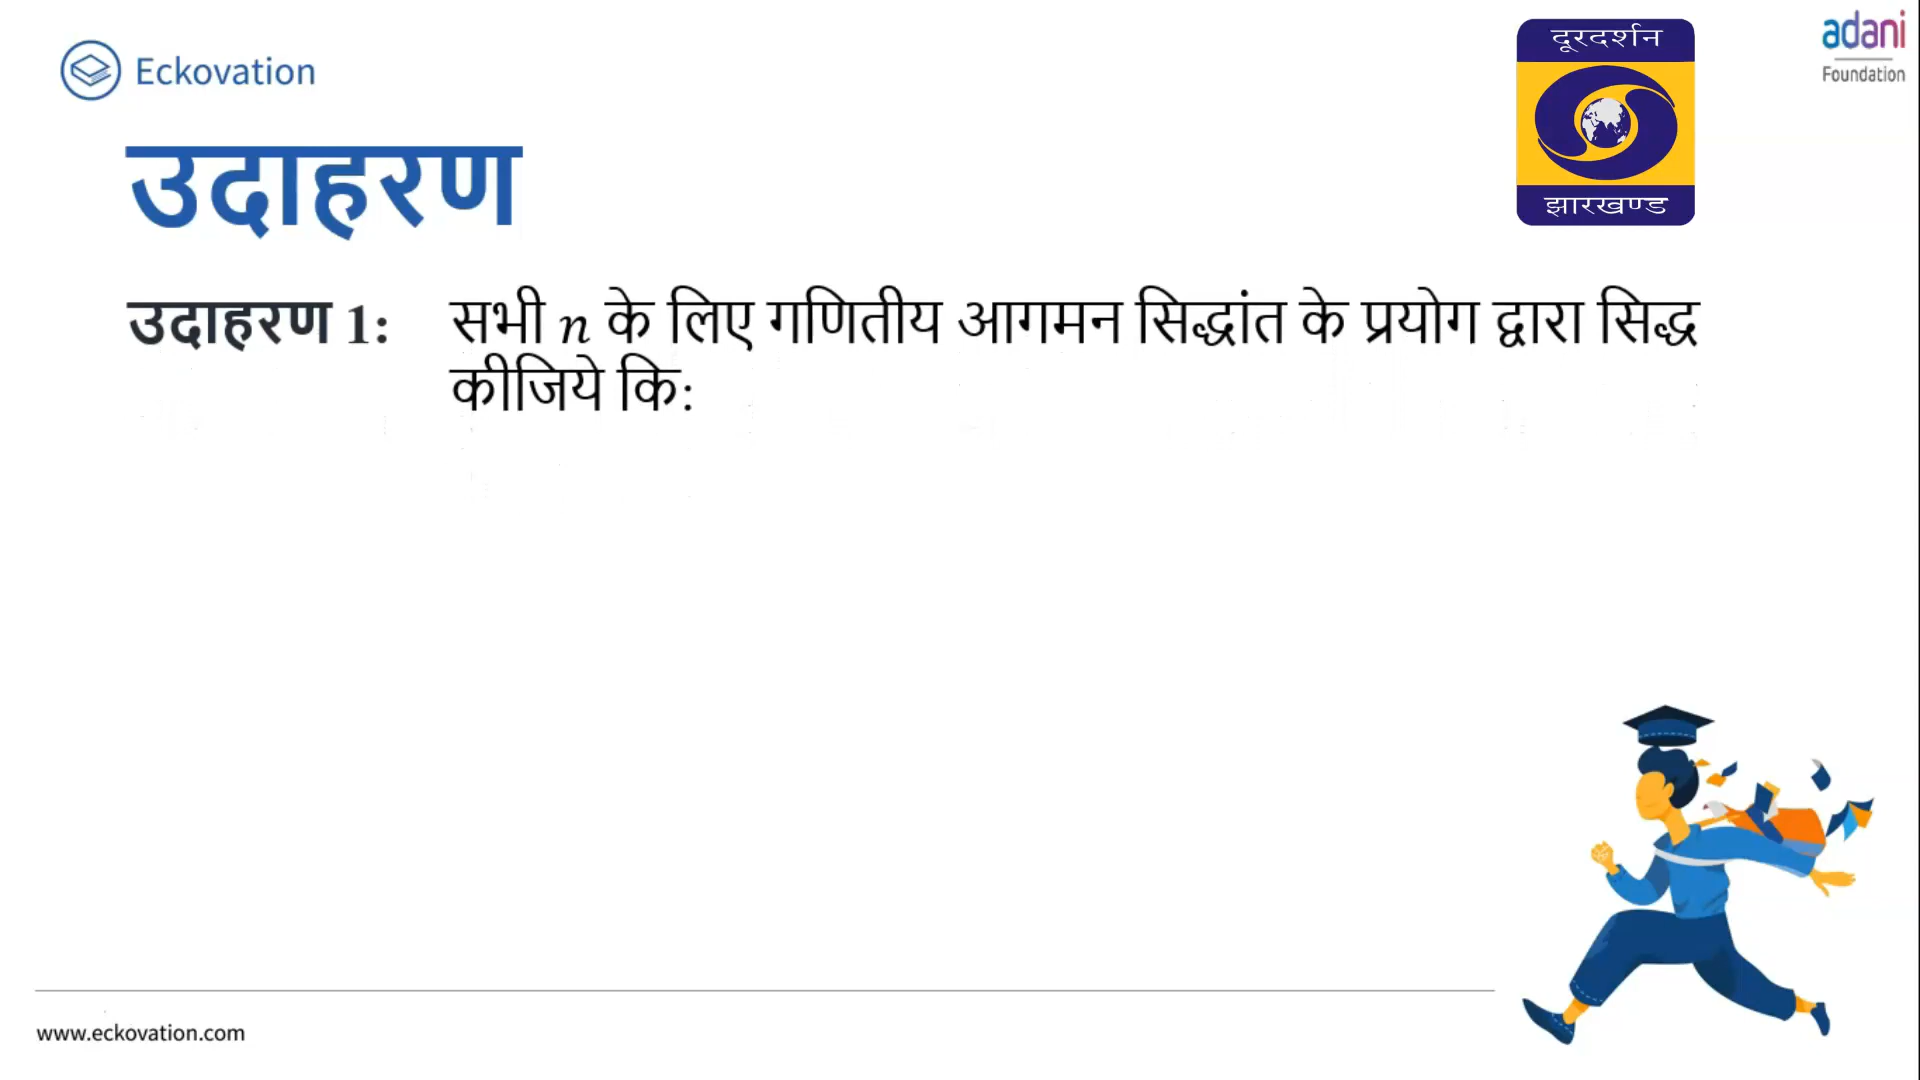 Eckovation
दूरदर्शन
झारखण्ड
adani
Foundation
उदाहरण
उदाहरण 1: सभी n के लिए गणितीय आगमन सिद्धांत के प्रयोग द्वारा सिद्ध
कीजिये कि:
www.eckovation.com